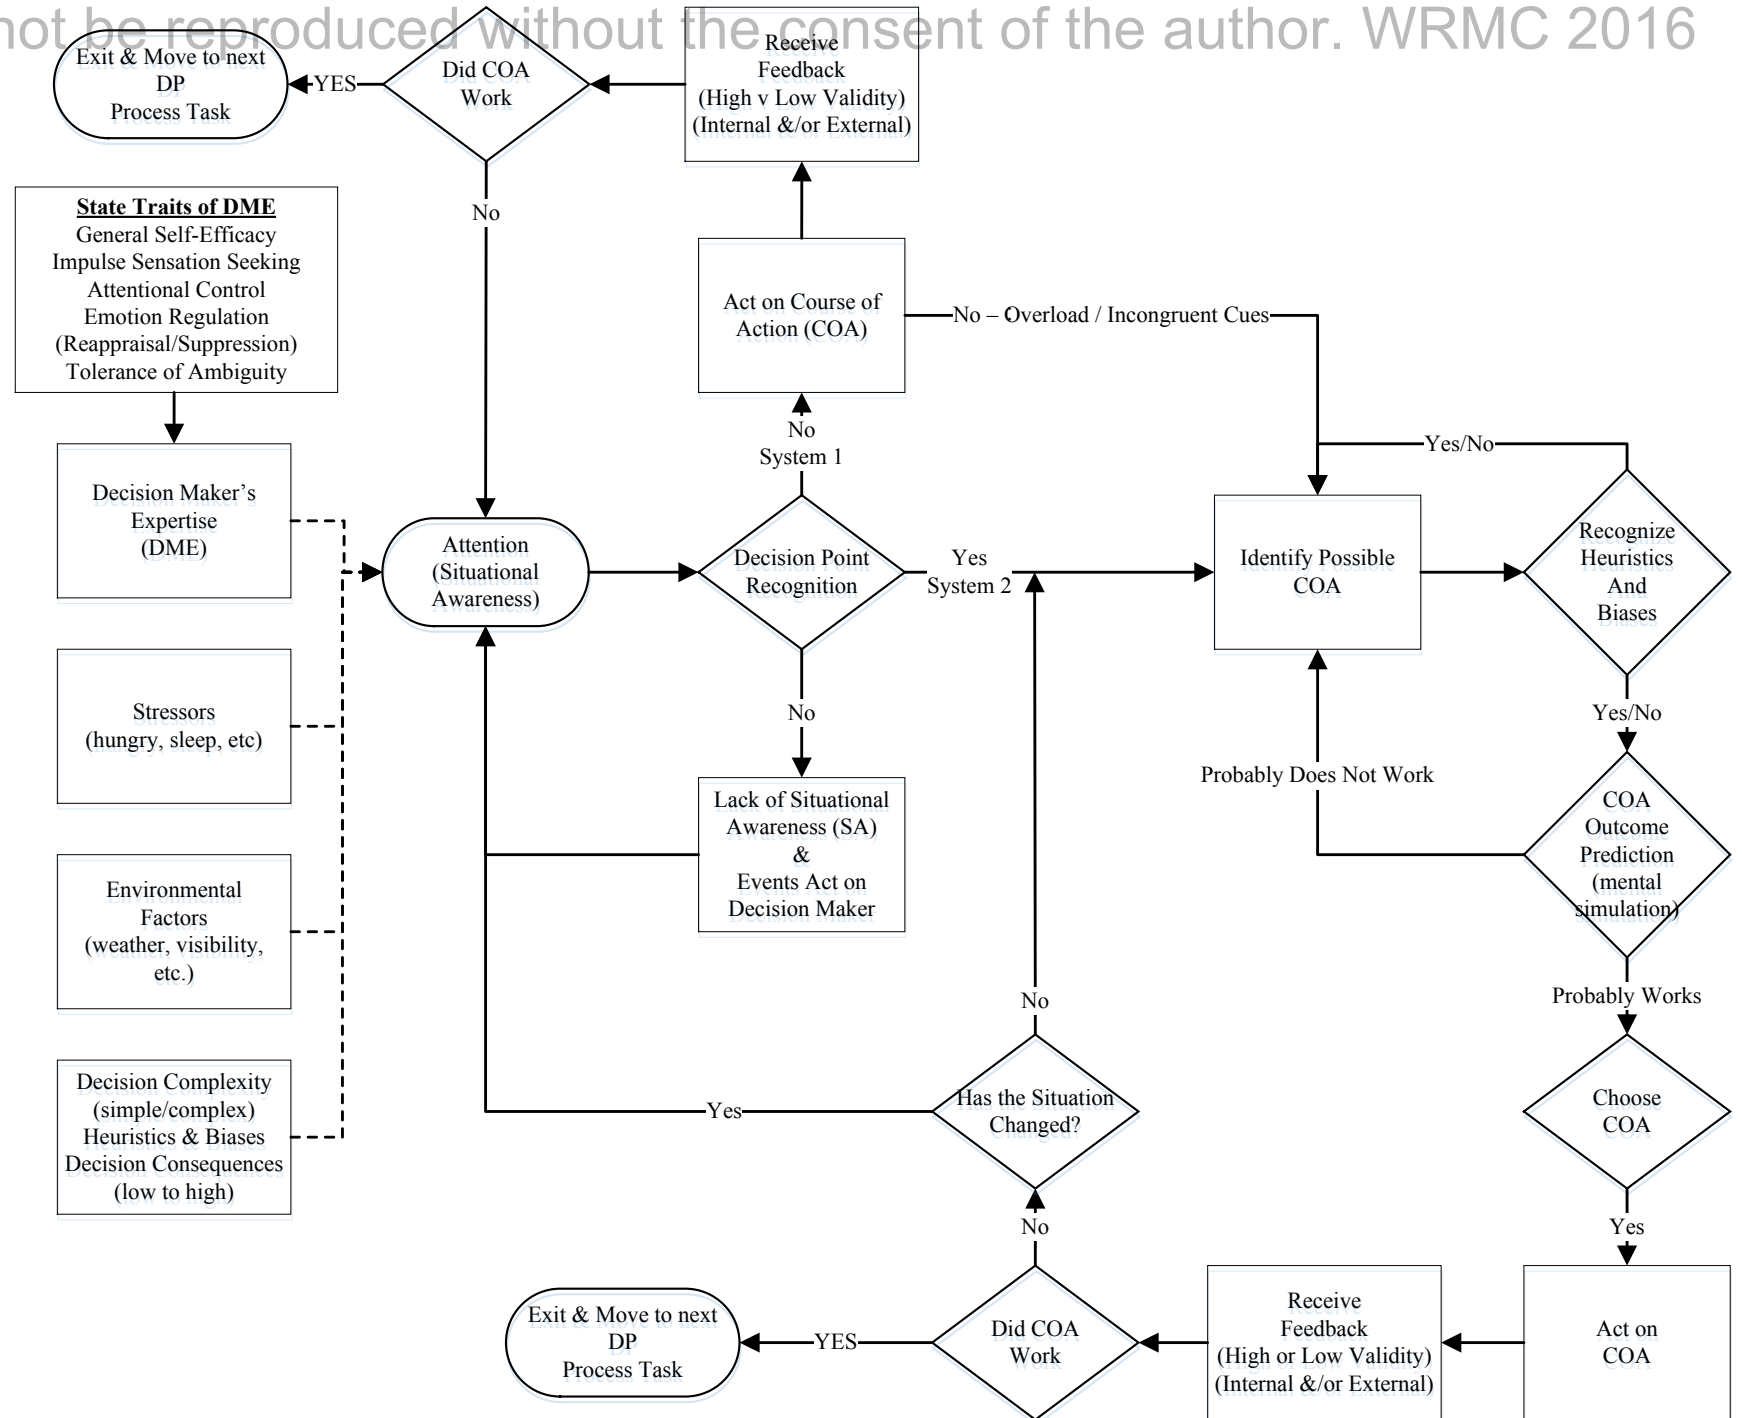 not be reproduced without the consent of the author. WRMC 2016
Exit & Move to next
DP
Process Task
YES
Did COA
Work
Receive
Feedback
(High v Low Validity)
(Internal &/or External)
No
State Traits of DME
General Self-Efficacy
Impulse Sensation Seeking
Attentional Control
Emotion Regulation
(Reappraisal/Suppression)
Tolerance of Ambiguity
Act on Course of
Action (COA)
No – Overload / Incongruent Cues
No
System 1
Yes/No
Decision Maker's
Expertise
(DME)
Attention
(Situational
Awareness)
Decision Point
Recognition
Yes
System 2
Identify Possible
COA
Recognize
Heuristics
And
Biases
Stressors
(hungry, sleep, etc)
No
Yes/No
Probably Does Not Work
Lack of Situational
Awareness (SA)
&
Events Act on
Decision Maker
COA
Outcome
Prediction
(mental
simulation)
Environmental
Factors
(weather, visibility,
etc.)
No
Probably Works
Decision Complexity
(simple/complex)
Heuristics & Biases
Decision Consequences
(low to high)
Yes
Has the Situation
Changed?
Choose
COA
No
Yes
Exit & Move to next
DP
Process Task
YES
Did COA
Work
Receive
Feedback
(High or Low Validity)
(Internal &/or External)
Act on
COA